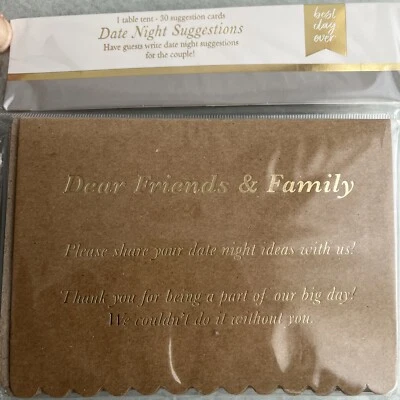 1 table tent - 50 suggestion cards
Date Night Suggestions
Have guests write date night suggestions
for the couple!
best
day
ever
Dear Friends & Family
Please share your date night ideas with us!
Thank you for being a part of our big day!
We couldn't do it without you.